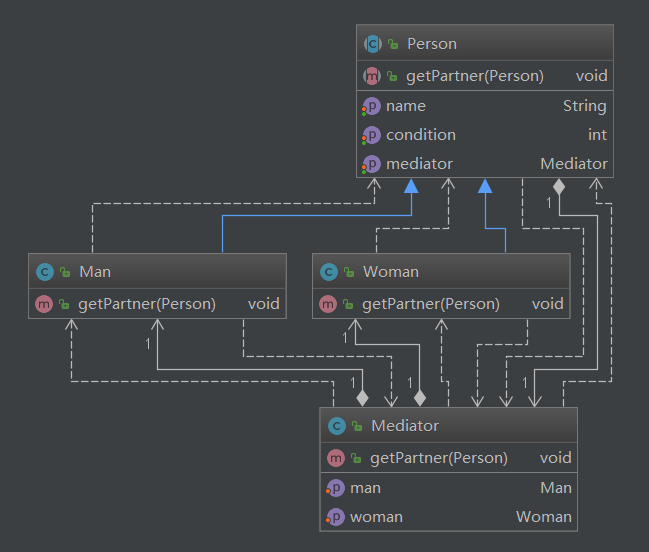 Person
getPartner(Person) void
name String
condition int
mediator Mediator
1
Man
getPartner(Person) void
Woman
getPartner(Person) void
1
1
1
1
1
Mediator
getPartner(Person) void
man Man
woman Woman